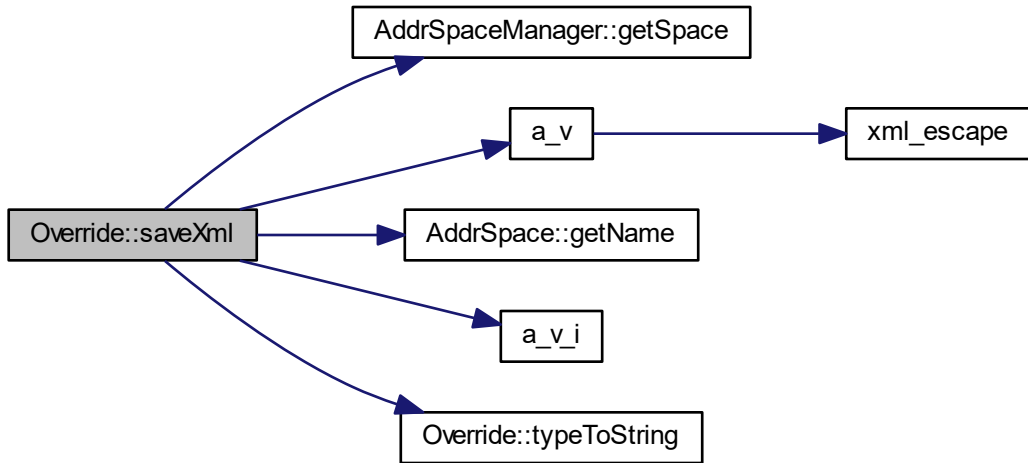 AddrSpaceManager::getSpace
a_v
xml_escape
Override::saveXml
AddrSpace::getName
a_v_i
Override::typeToString